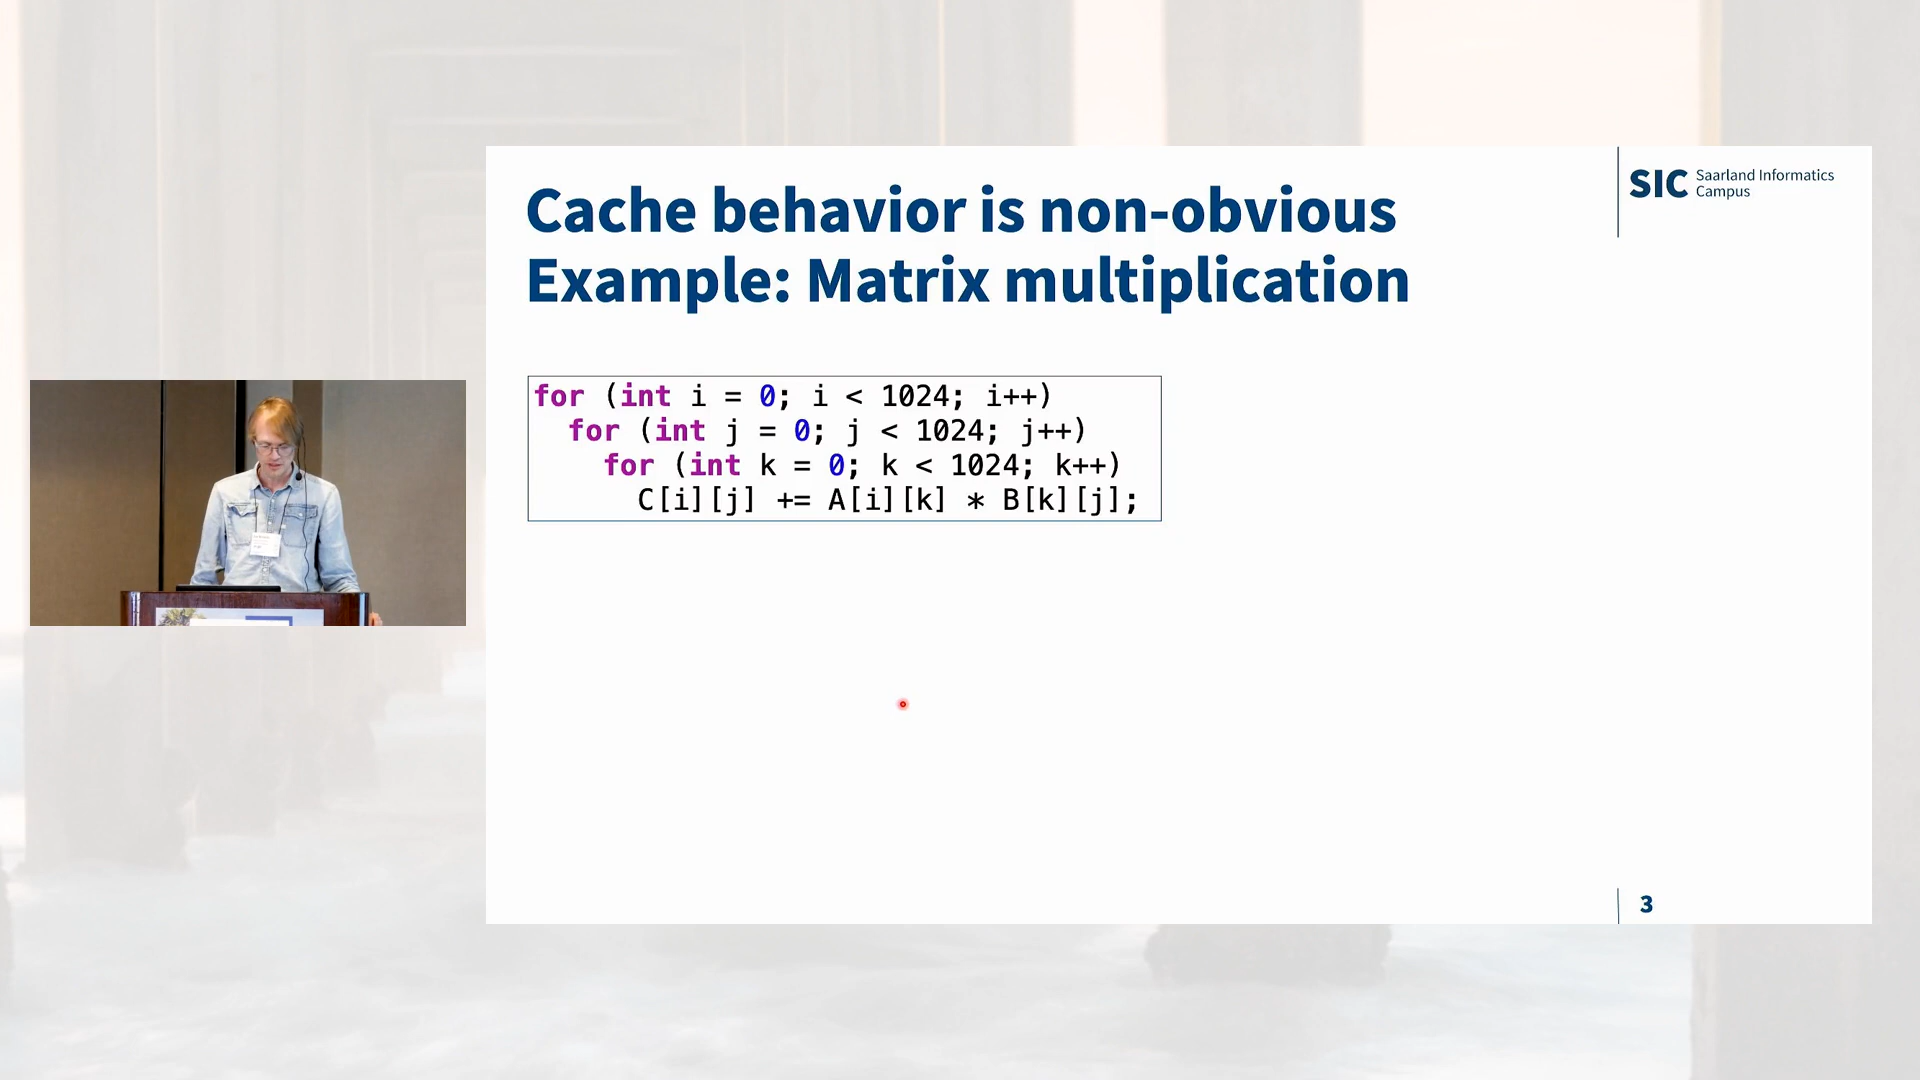 Cache behavior is non-obvious
Example: Matrix multiplication
SIC Saarland Informatics
Campus
for (int i = 0; i < 1024; i++)
for (int j = 0; j < 1024; j++)
for (int k = 0; k < 1024; k++)
C[i][j] += A[i][k] * B[k][j];
3